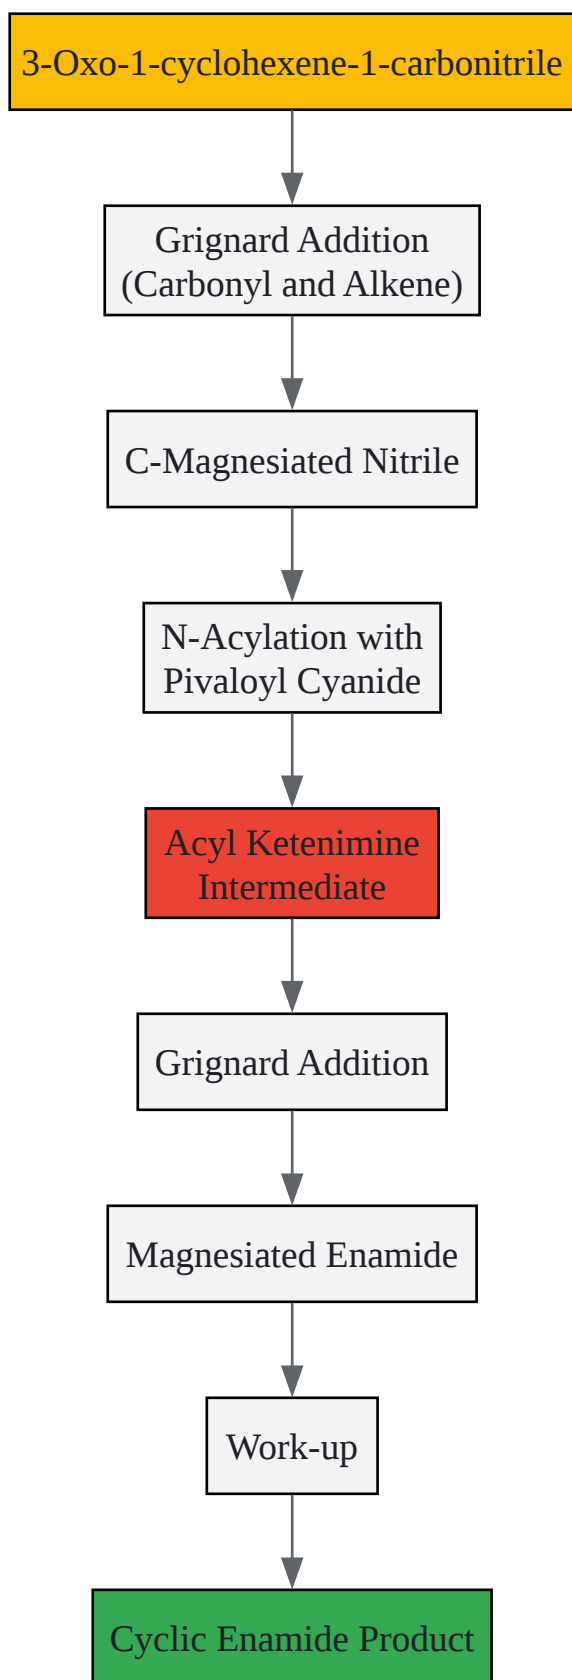 3-Oxo-1-cyclohexene-1-carbonitrile
Grignard Addition
(Carbonyl and Alkene)
C-Magnesiated Nitrile
N-Acylation with
Pivaloyl Cyanide
Acyl Ketenimine
Intermediate
Grignard Addition
Magnesiated Enamide
Work-up
Cyclic Enamide Product